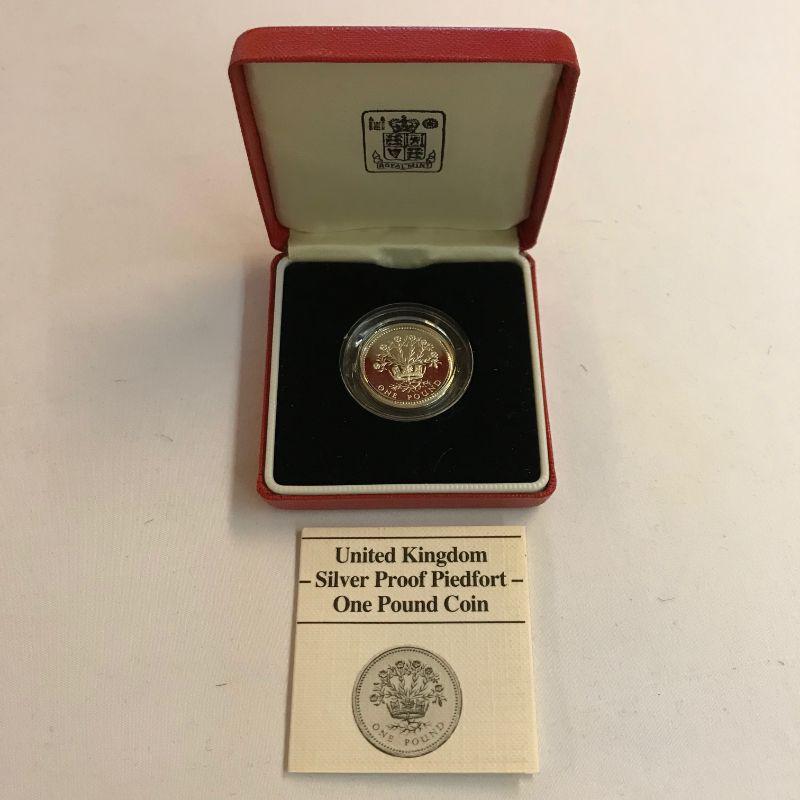 ROYAL MINT
ONE POUND
United Kingdom
– Silver Proof Piedfort –
One Pound Coin
ONE POUND